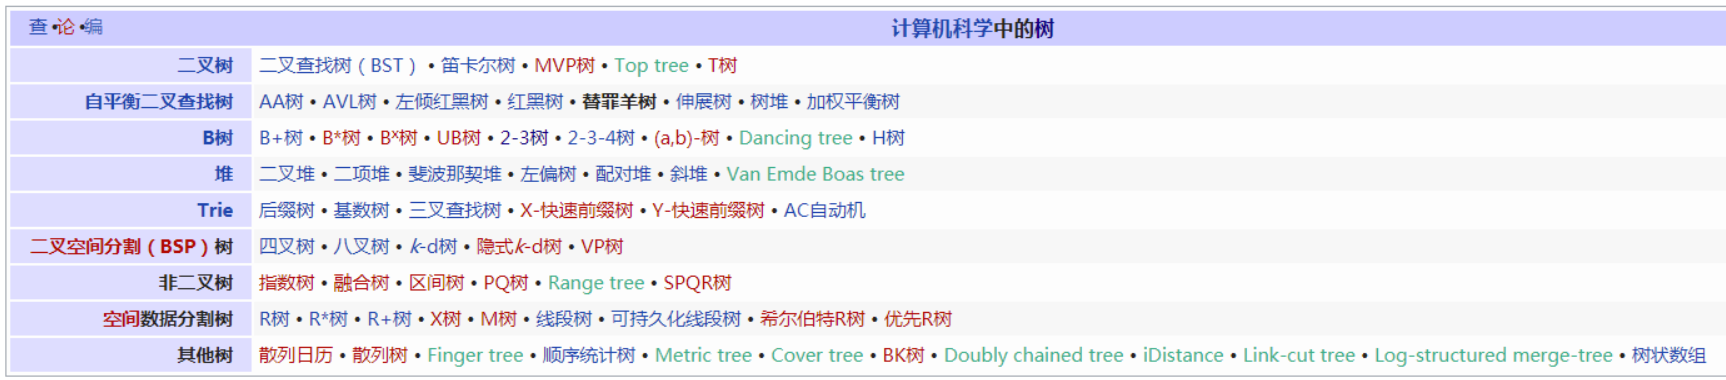 查•论•编 计算机科学中的树
二叉树 二叉查找树（BST） • 笛卡尔树 • MVP树 • Top tree • T树
自平衡二叉查找树 AA树 • AVL树 • 左倾红黑树 • 红黑树 • 替罪羊树 • 伸展树 • 树堆 • 加权平衡树
B树 B+树 • B*树 • Bˣ树 • UB树 • 2-3树 • 2-3-4树 • (a,b)-树 • Dancing tree • H树
堆 二叉堆 • 二项堆 • 斐波那契堆 • 左偏树 • 配对堆 • 斜堆 • Van Emde Boas tree
Trie 后缀树 • 基数树 • 三叉查找树 • X-快速前缀树 • Y-快速前缀树 • AC自动机
二叉空间分割（BSP）树 四叉树 • 八叉树 • k-d树 • 隐式k-d树 • VP树
非二叉树 指数树 • 融合树 • 区间树 • PQ树 • Range tree • SPQR树
空间数据分割树 R树 • R*树 • R+树 • X树 • M树 • 线段树 • 可持久化线段树 • 希尔伯特R树 • 优先R树
其他树 散列日历 • 散列树 • Finger tree • 顺序统计树 • Metric tree • Cover tree • BK树 • Doubly chained tree • iDistance • Link-cut tree • Log-structured merge-tree • 树状数组